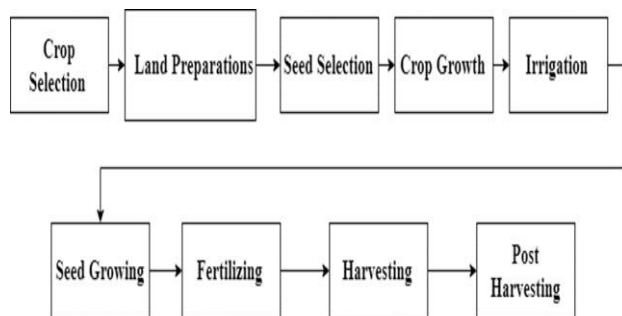 Crop
Selection
Land Preparations
Seed Selection
Crop Growth
Irrigation
Seed Growing
Fertilizing
Harvesting
Post
Harvesting